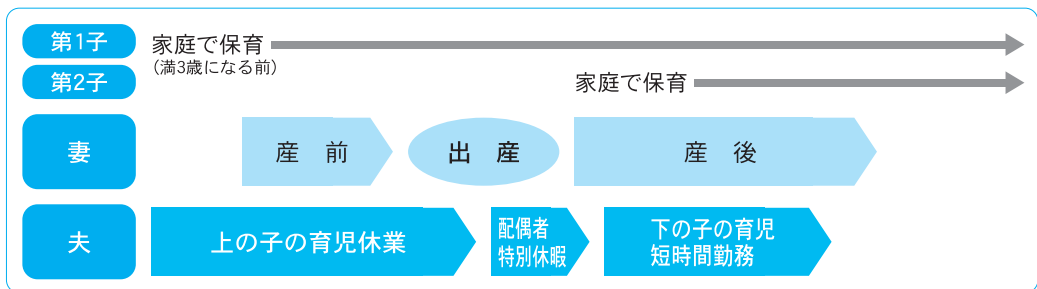 第1子
家庭で保育
(満3歳になる前)
第2子
家庭で保育
妻
産　前
出　産
産　後
夫
上の子の育児休業
配偶者
特別休暇
下の子の育児
短時間勤務